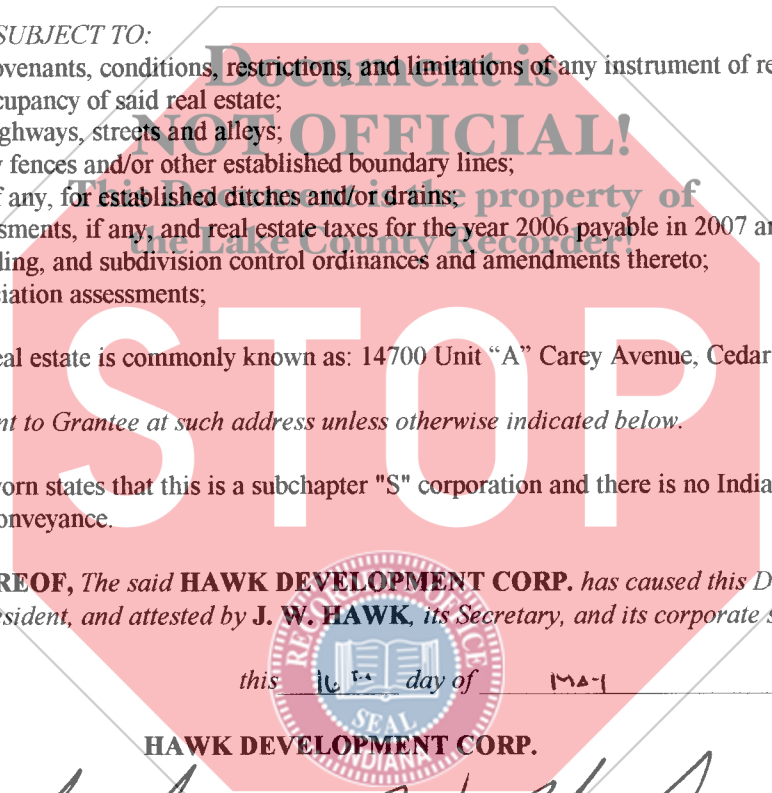 SUBJECT TO:
Document is
ovenants, conditions, restrictions, and limitations of any instrument of re
cupancy of said real estate;
NOT OFFICIAL!
ghways, streets and alleys;
y fences and/or other established boundary lines;
f any, for established ditches and/or drains;
This Document is the property of
sments, if any, and real estate taxes for the year 2006 payable in 2007 an
the Lake County Recorder!
ling, and subdivision control ordinances and amendments thereto;
iation assessments;
STOP
eal estate is commonly known as: 14700 Unit “A” Carey Avenue, Cedar
nt to Grantee at such address unless otherwise indicated below.
orn states that this is a subchapter "S" corporation and there is no India
onveyance.
REOF, The said HAWK DEVELOPMENT CORP. has caused this D
esident, and attested by J. W. HAWK, its Secretary, and its corporate s
this 16th day of MAY
SEAL
INDIANA
HAWK DEVELOPMENT CORP.